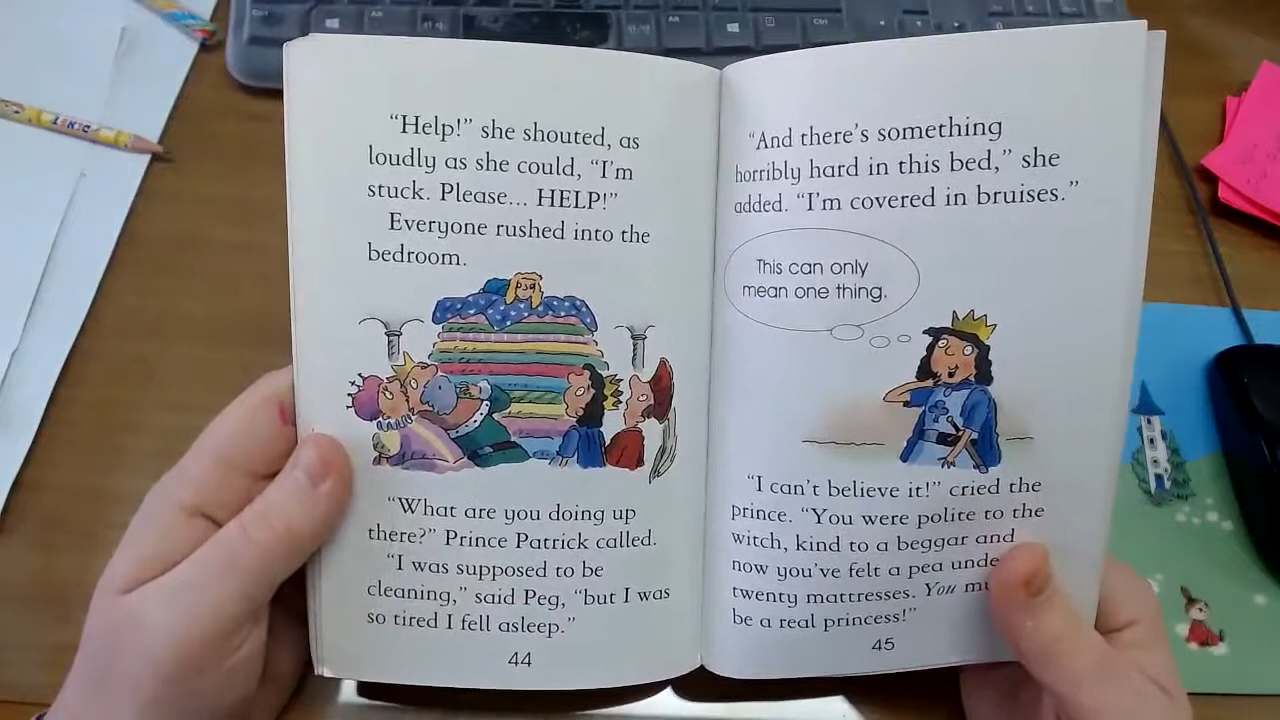 “Help!” she shouted, as
loudly as she could, “I’m
stuck. Please... HELP!”
Everyone rushed into the
bedroom.
“What are you doing up
there?” Prince Patrick called.
“I was supposed to be
cleaning,” said Peg, “but I was
so tired I fell asleep.”
44
“And there’s something
horribly hard in this bed,” she
added. “I’m covered in bruises.”
This can only
mean one thing.
“I can’t believe it!” cried the
prince. “You were polite to the
witch, kind to a beggar and
now you’ve felt a pea unde
twenty mattresses. You mu
be a real princess!”
45